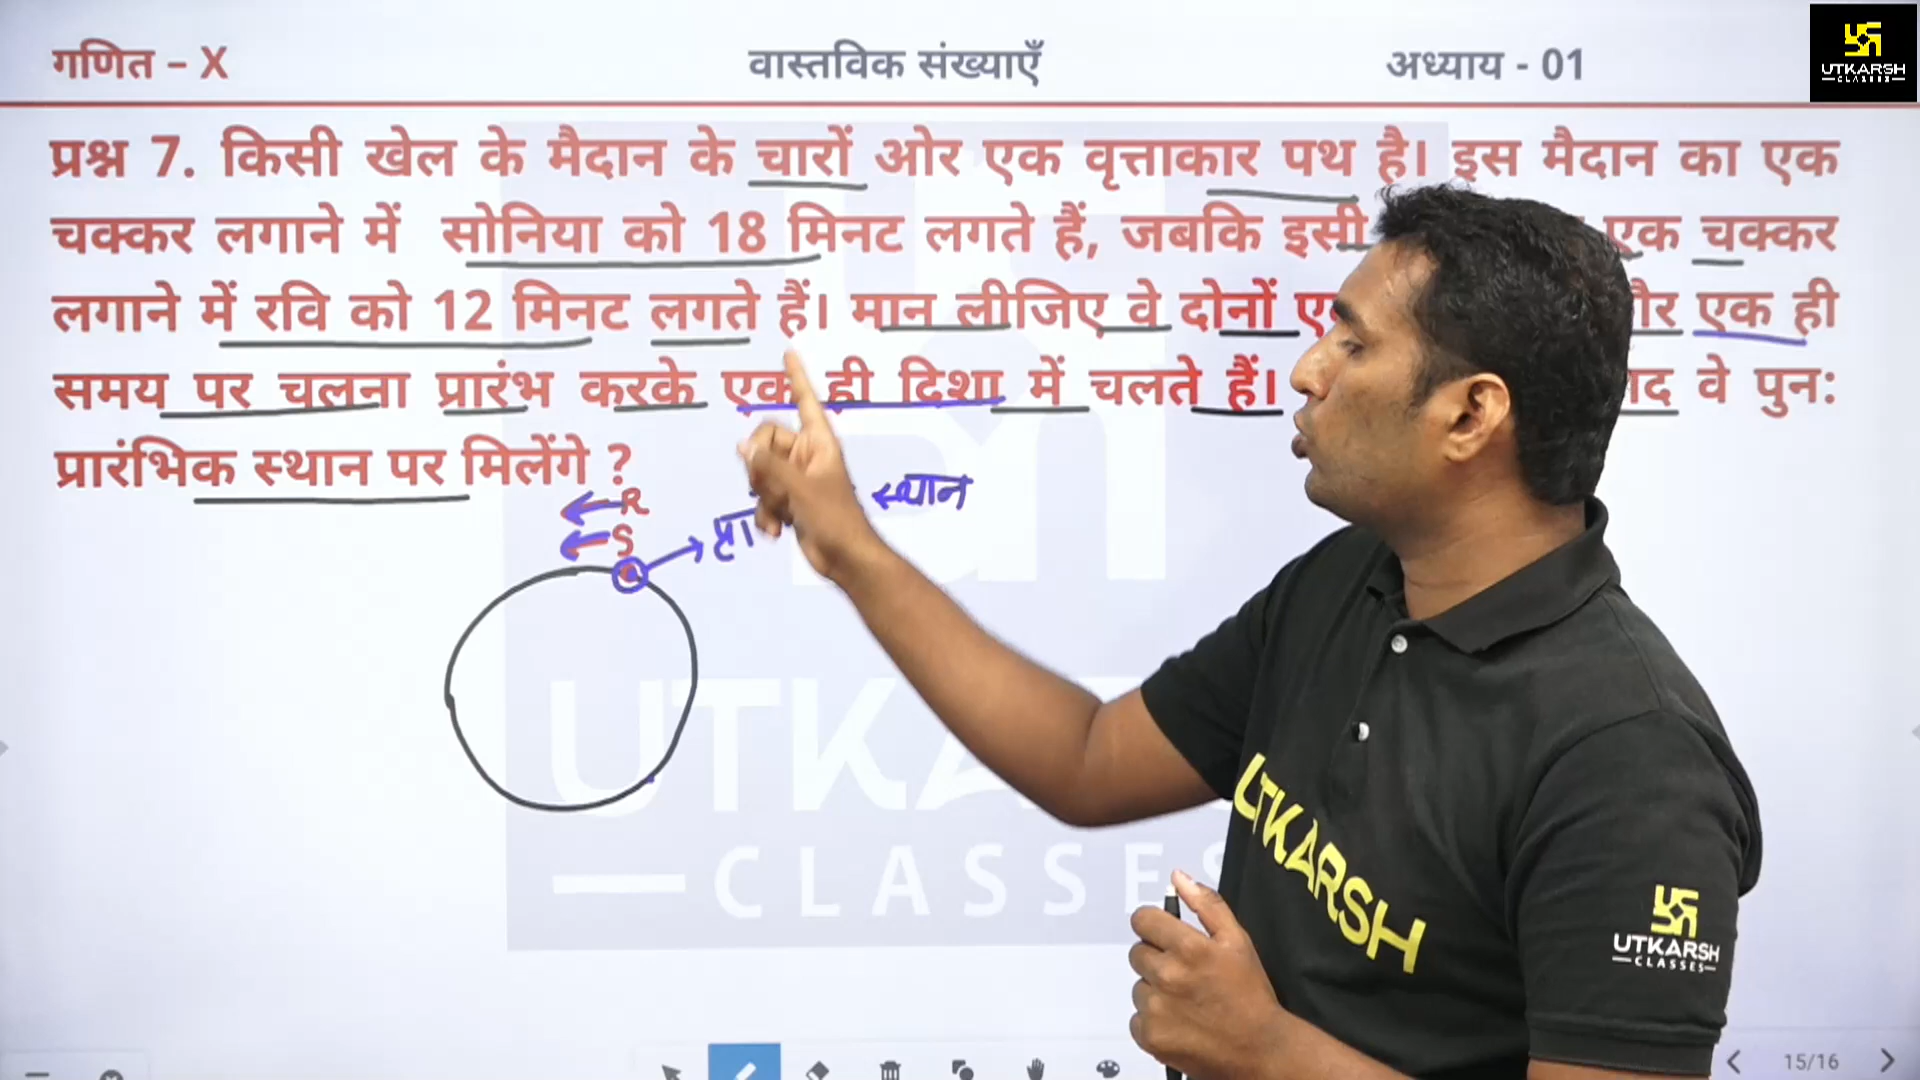 गणित – X वास्तविक संख्याएँ अध्याय - 01
UTKARSH
CLASSES
प्रश्न 7. किसी खेल के मैदान के चारों ओर एक वृत्ताकार पथ है। इस मैदान का एक
चक्कर लगाने में सोनिया को 18 मिनट लगते हैं, जबकि इसी एक चक्कर
लगाने में रवि को 12 मिनट लगते हैं। मान लीजिए वे दोनों एक ही
समय पर चलना प्रारंभ करके एक ही दिशा में चलते हैं। वे पुन:
प्रारंभिक स्थान पर मिलेंगे ?
R
S
स्थान
UTKARSH
CLASSES
UTKARSH
UTKARSH
CLASSES
15/16